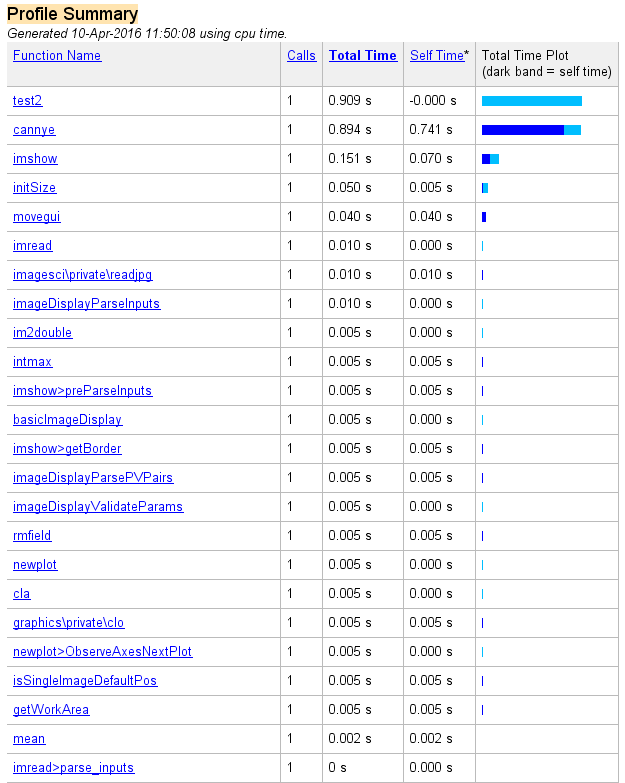 Profile Summary
Generated 10-Apr-2016 11:50:08 using cpu time.
Function Name Calls Total Time Self Time* Total Time Plot
(dark band = self time)
test2 1 0.909 s -0.000 s
cannye 1 0.894 s 0.741 s
imshow 1 0.151 s 0.070 s
initSize 1 0.050 s 0.005 s
movegui 1 0.040 s 0.040 s
imread 1 0.010 s 0.000 s
imagesci\private\readjpg 1 0.010 s 0.010 s
imageDisplayParseInputs 1 0.010 s 0.000 s
im2double 1 0.005 s 0.000 s
intmax 1 0.005 s 0.005 s
imshow>preParseInputs 1 0.005 s 0.005 s
basicImageDisplay 1 0.005 s 0.000 s
imshow>getBorder 1 0.005 s 0.005 s
imageDisplayParsePVPairs 1 0.005 s 0.005 s
imageDisplayValidateParams 1 0.005 s 0.000 s
rmfield 1 0.005 s 0.005 s
newplot 1 0.005 s 0.000 s
cla 1 0.005 s 0.000 s
graphics\private\clo 1 0.005 s 0.005 s
newplot>ObserveAxesNextPlot 1 0.005 s 0.000 s
isSingleImageDefaultPos 1 0.005 s 0.005 s
getWorkArea 1 0.005 s 0.005 s
mean 1 0.002 s 0.002 s
imread>parse_inputs 1 0 s 0.000 s